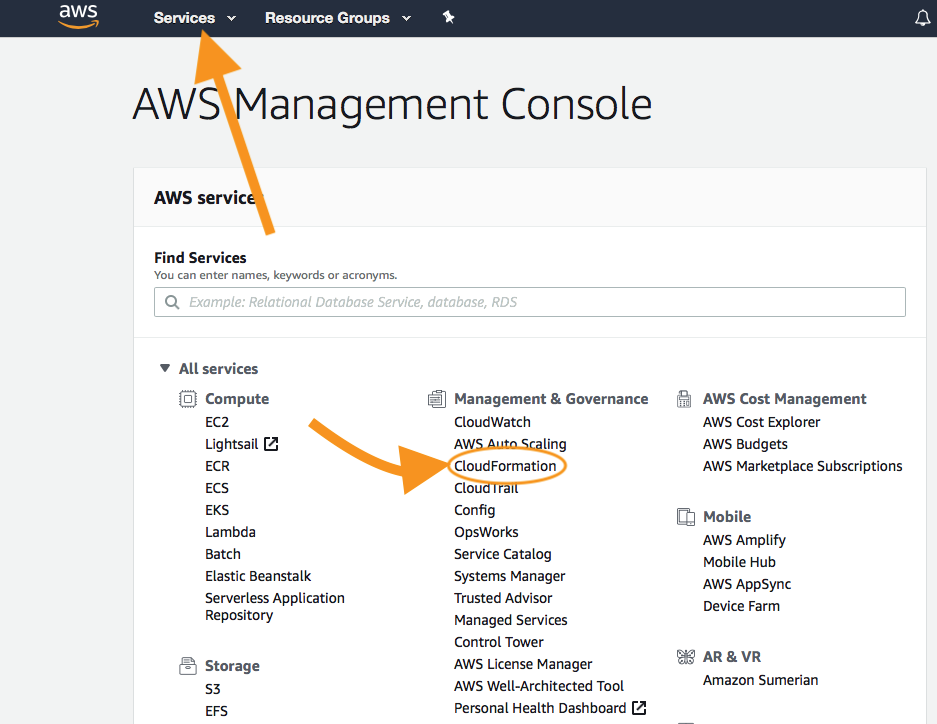 aws Services Resource Groups
AWS Management Console
AWS service
Find Services
You can enter names, keywords or acronyms.
Example: Relational Database Service, database, RDS
All services
Compute
EC2
Lightsail
ECR
ECS
EKS
Lambda
Batch
Elastic Beanstalk
Serverless Application
Repository
Storage
S3
EFS
Management & Governance
CloudWatch
AWS Auto Scaling
CloudFormation
CloudTrail
Config
OpsWorks
Service Catalog
Systems Manager
Trusted Advisor
Managed Services
Control Tower
AWS License Manager
AWS Well-Architected Tool
Personal Health Dashboard
AWS Cost Management
AWS Cost Explorer
AWS Budgets
AWS Marketplace Subscriptions
Mobile
AWS Amplify
Mobile Hub
AWS AppSync
Device Farm
AR & VR
Amazon Sumerian